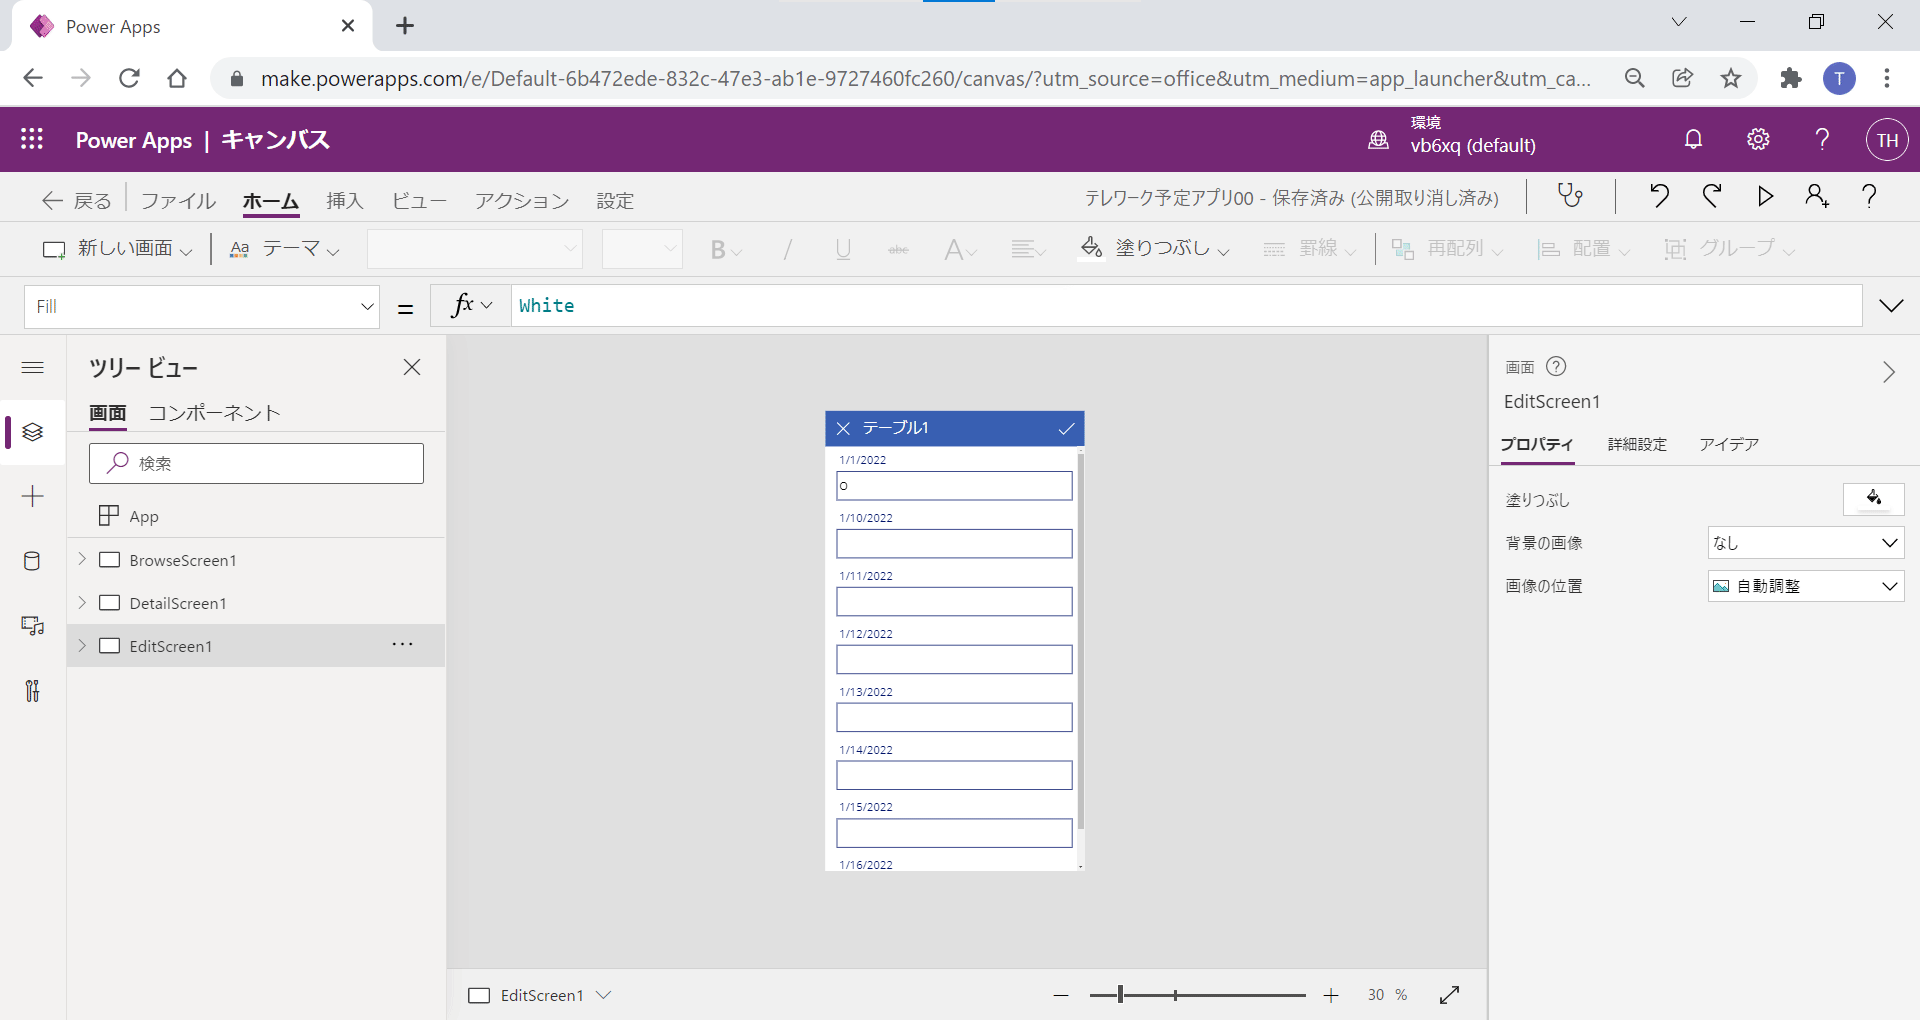 Power Apps
make.powerapps.com/e/Default-6b472ede-832c-47e3-ab1e-9727460fc260/canvas/?utm_source=office&utm_medium=app_launcher&utm_ca...
T
Power Apps | キャンバス
環境
vb6xq (default)
TH
戻る
ファイル
ホーム
挿入
ビュー
アクション
設定
テレワーク予定アプリ00 - 保存済み (公開取り消し済み)
新しい画面
Aa テーマ
B
/
U
abc
A
塗りつぶし
罫線
再配列
配置
グループ
Fill
=
fx
White
ツリー ビュー
画面
コンポーネント
検索
App
BrowseScreen1
DetailScreen1
EditScreen1
テーブル1
1/1/2022
○
1/10/2022
1/11/2022
1/12/2022
1/13/2022
1/14/2022
1/15/2022
1/16/2022
画面
EditScreen1
プロパティ
詳細設定
アイデア
塗りつぶし
背景の画像
なし
画像の位置
自動調整
EditScreen1
30 %